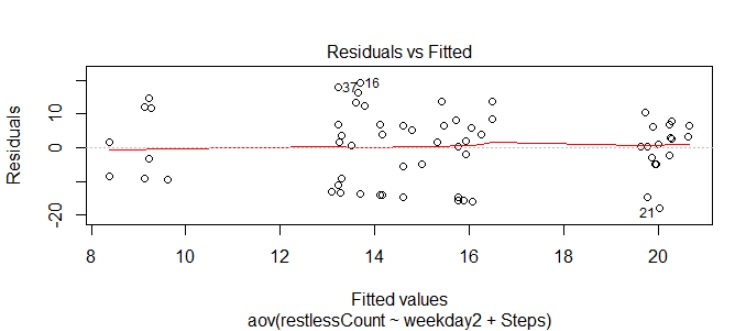 Residuals vs Fitted
Residuals
10
0
-20
37 16
21
8 10 12 14 16 18 20
Fitted values
aov(restlessCount ~ weekday2 + Steps)